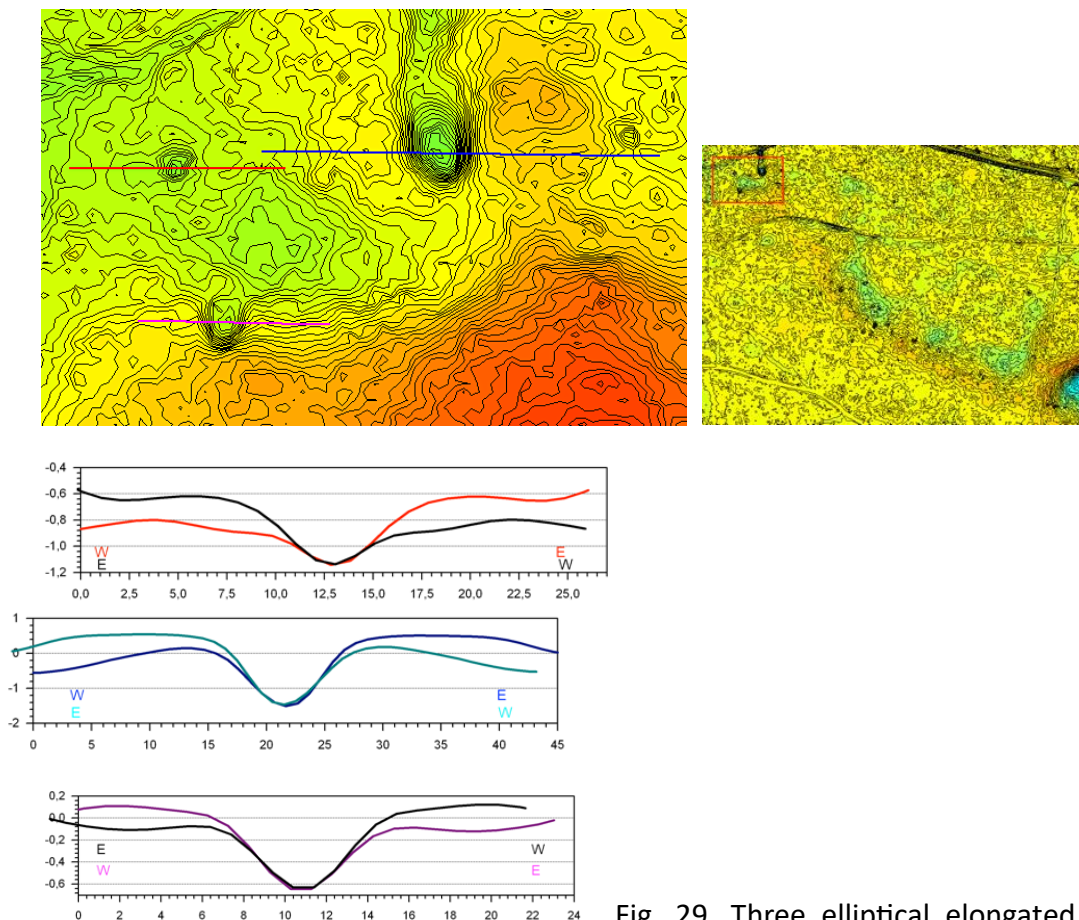 -0,4
-0,6
-0,8
-1,0
-1,2
W E
E W
0,0 2,5 5,0 7,5 10,0 12,5 15,0 17,5 20,0 22,5 25,0
1
0
-1
-2
W E
E W
0 5 10 15 20 25 30 35 40 45
0,2
0,0
-0,2
-0,4
-0,6
E W
W E
0 2 4 6 8 10 12 14 16 18 20 22 24
Fig. 29. Three elliptical elongated